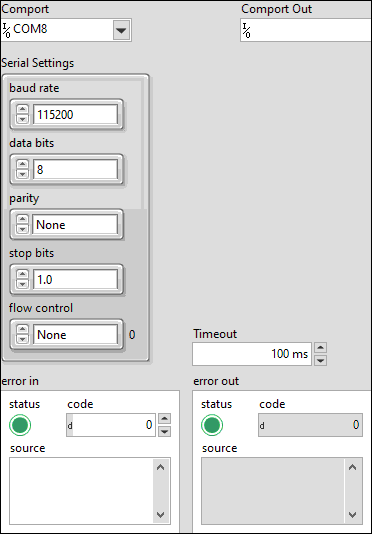 Comport
Comport Out
I/O COM8
I/O
Serial Settings
baud rate
115200
data bits
8
parity
None
stop bits
1.0
flow control
None 0
Timeout
100 ms
error in
error out
status code
d 0
source
status code
d 0
source